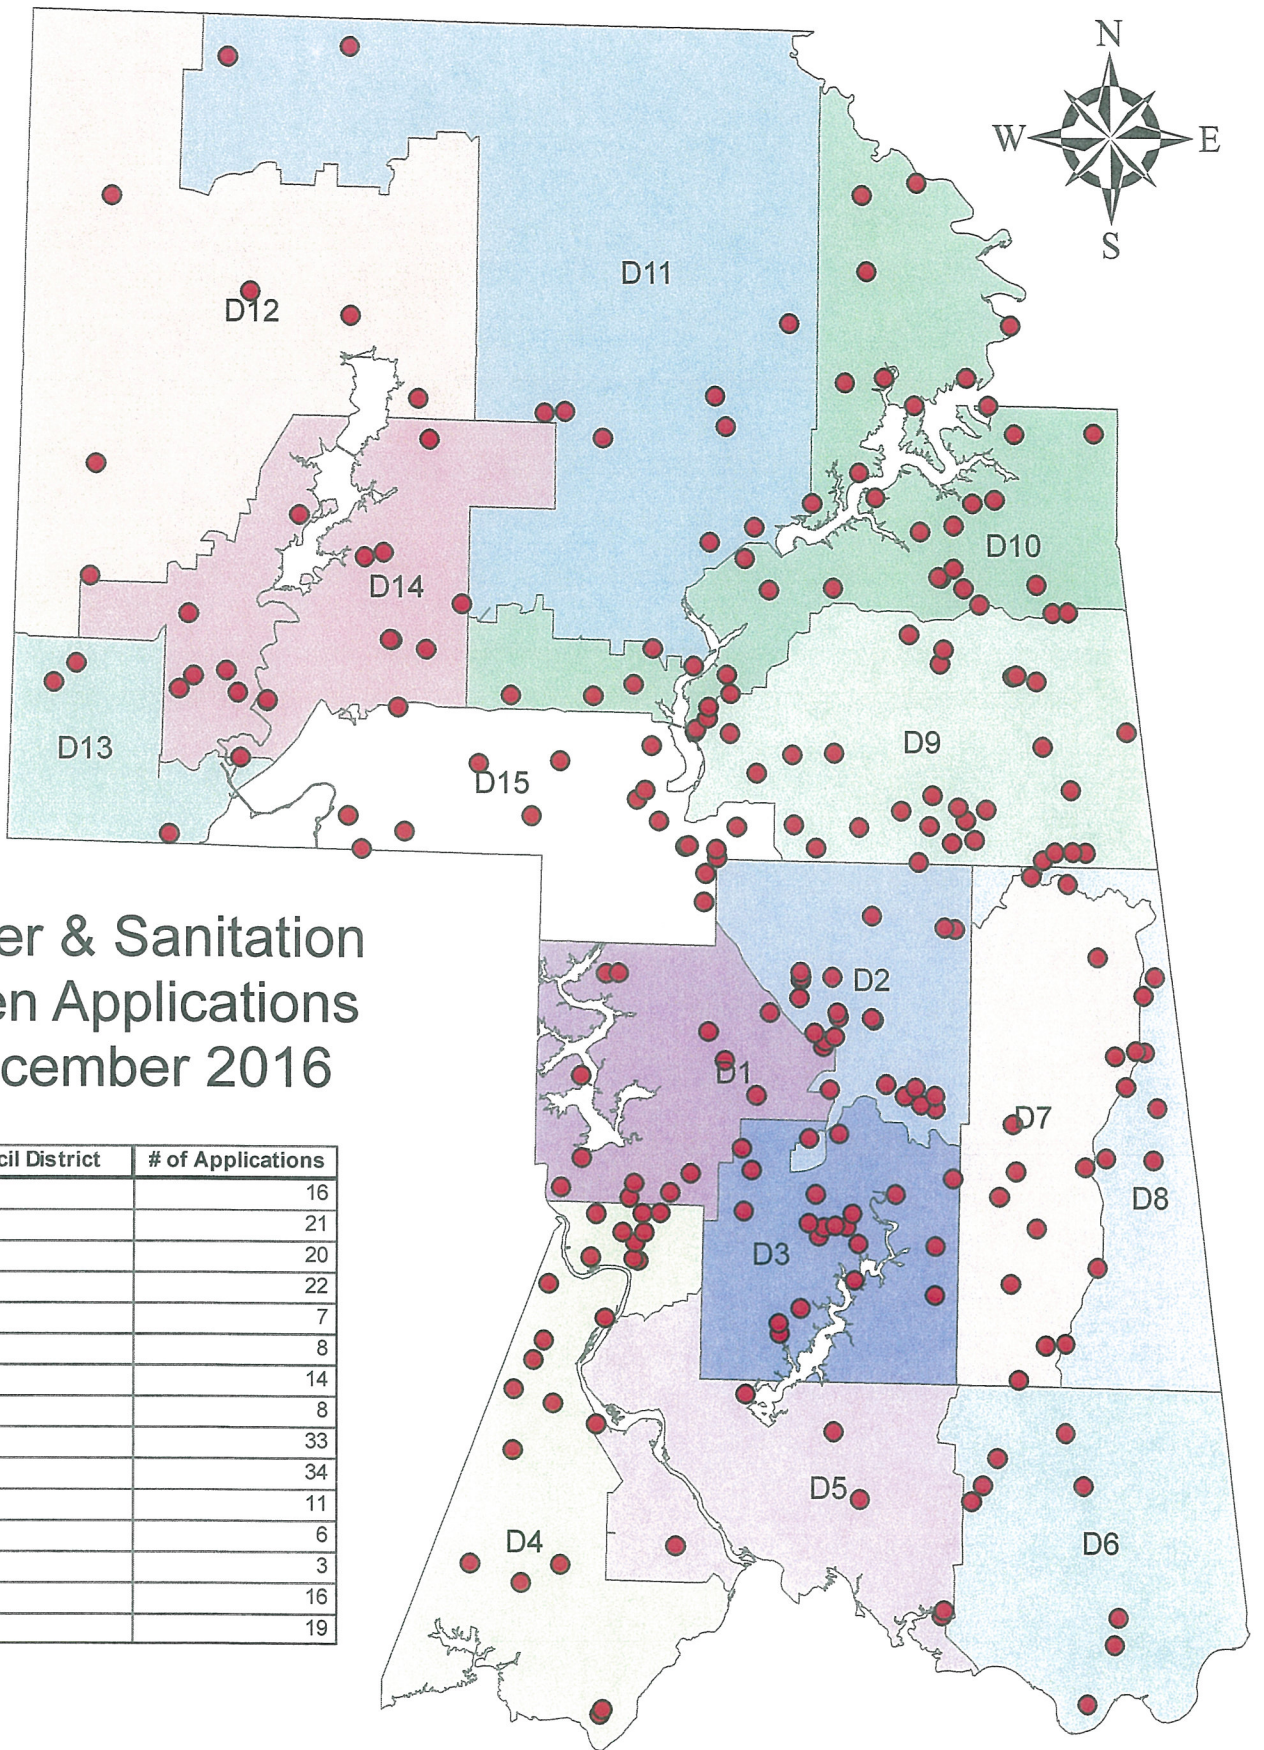 N
W E
S
D11
D12
D10
D14
D13
D9
D15
er & Sanitation
en Applications
cember 2016
D2
D1
D7
cil District # of Applications
16
21
20
22
7
8
14
8
33
34
11
6
3
16
19
D8
D3
D5
D4
D6